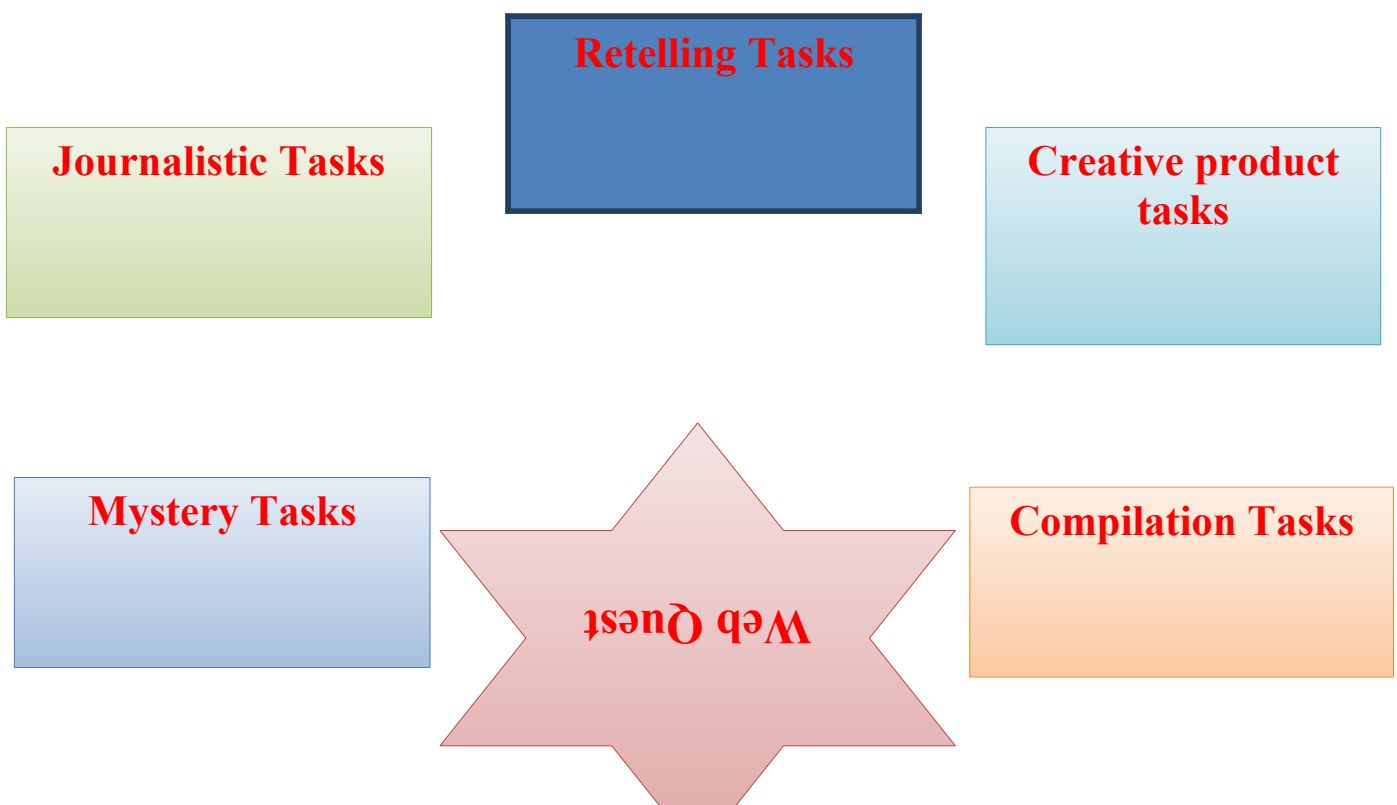 Retelling Tasks
Journalistic Tasks
Creative product
tasks
Mystery Tasks
Compilation Tasks
Web Quest